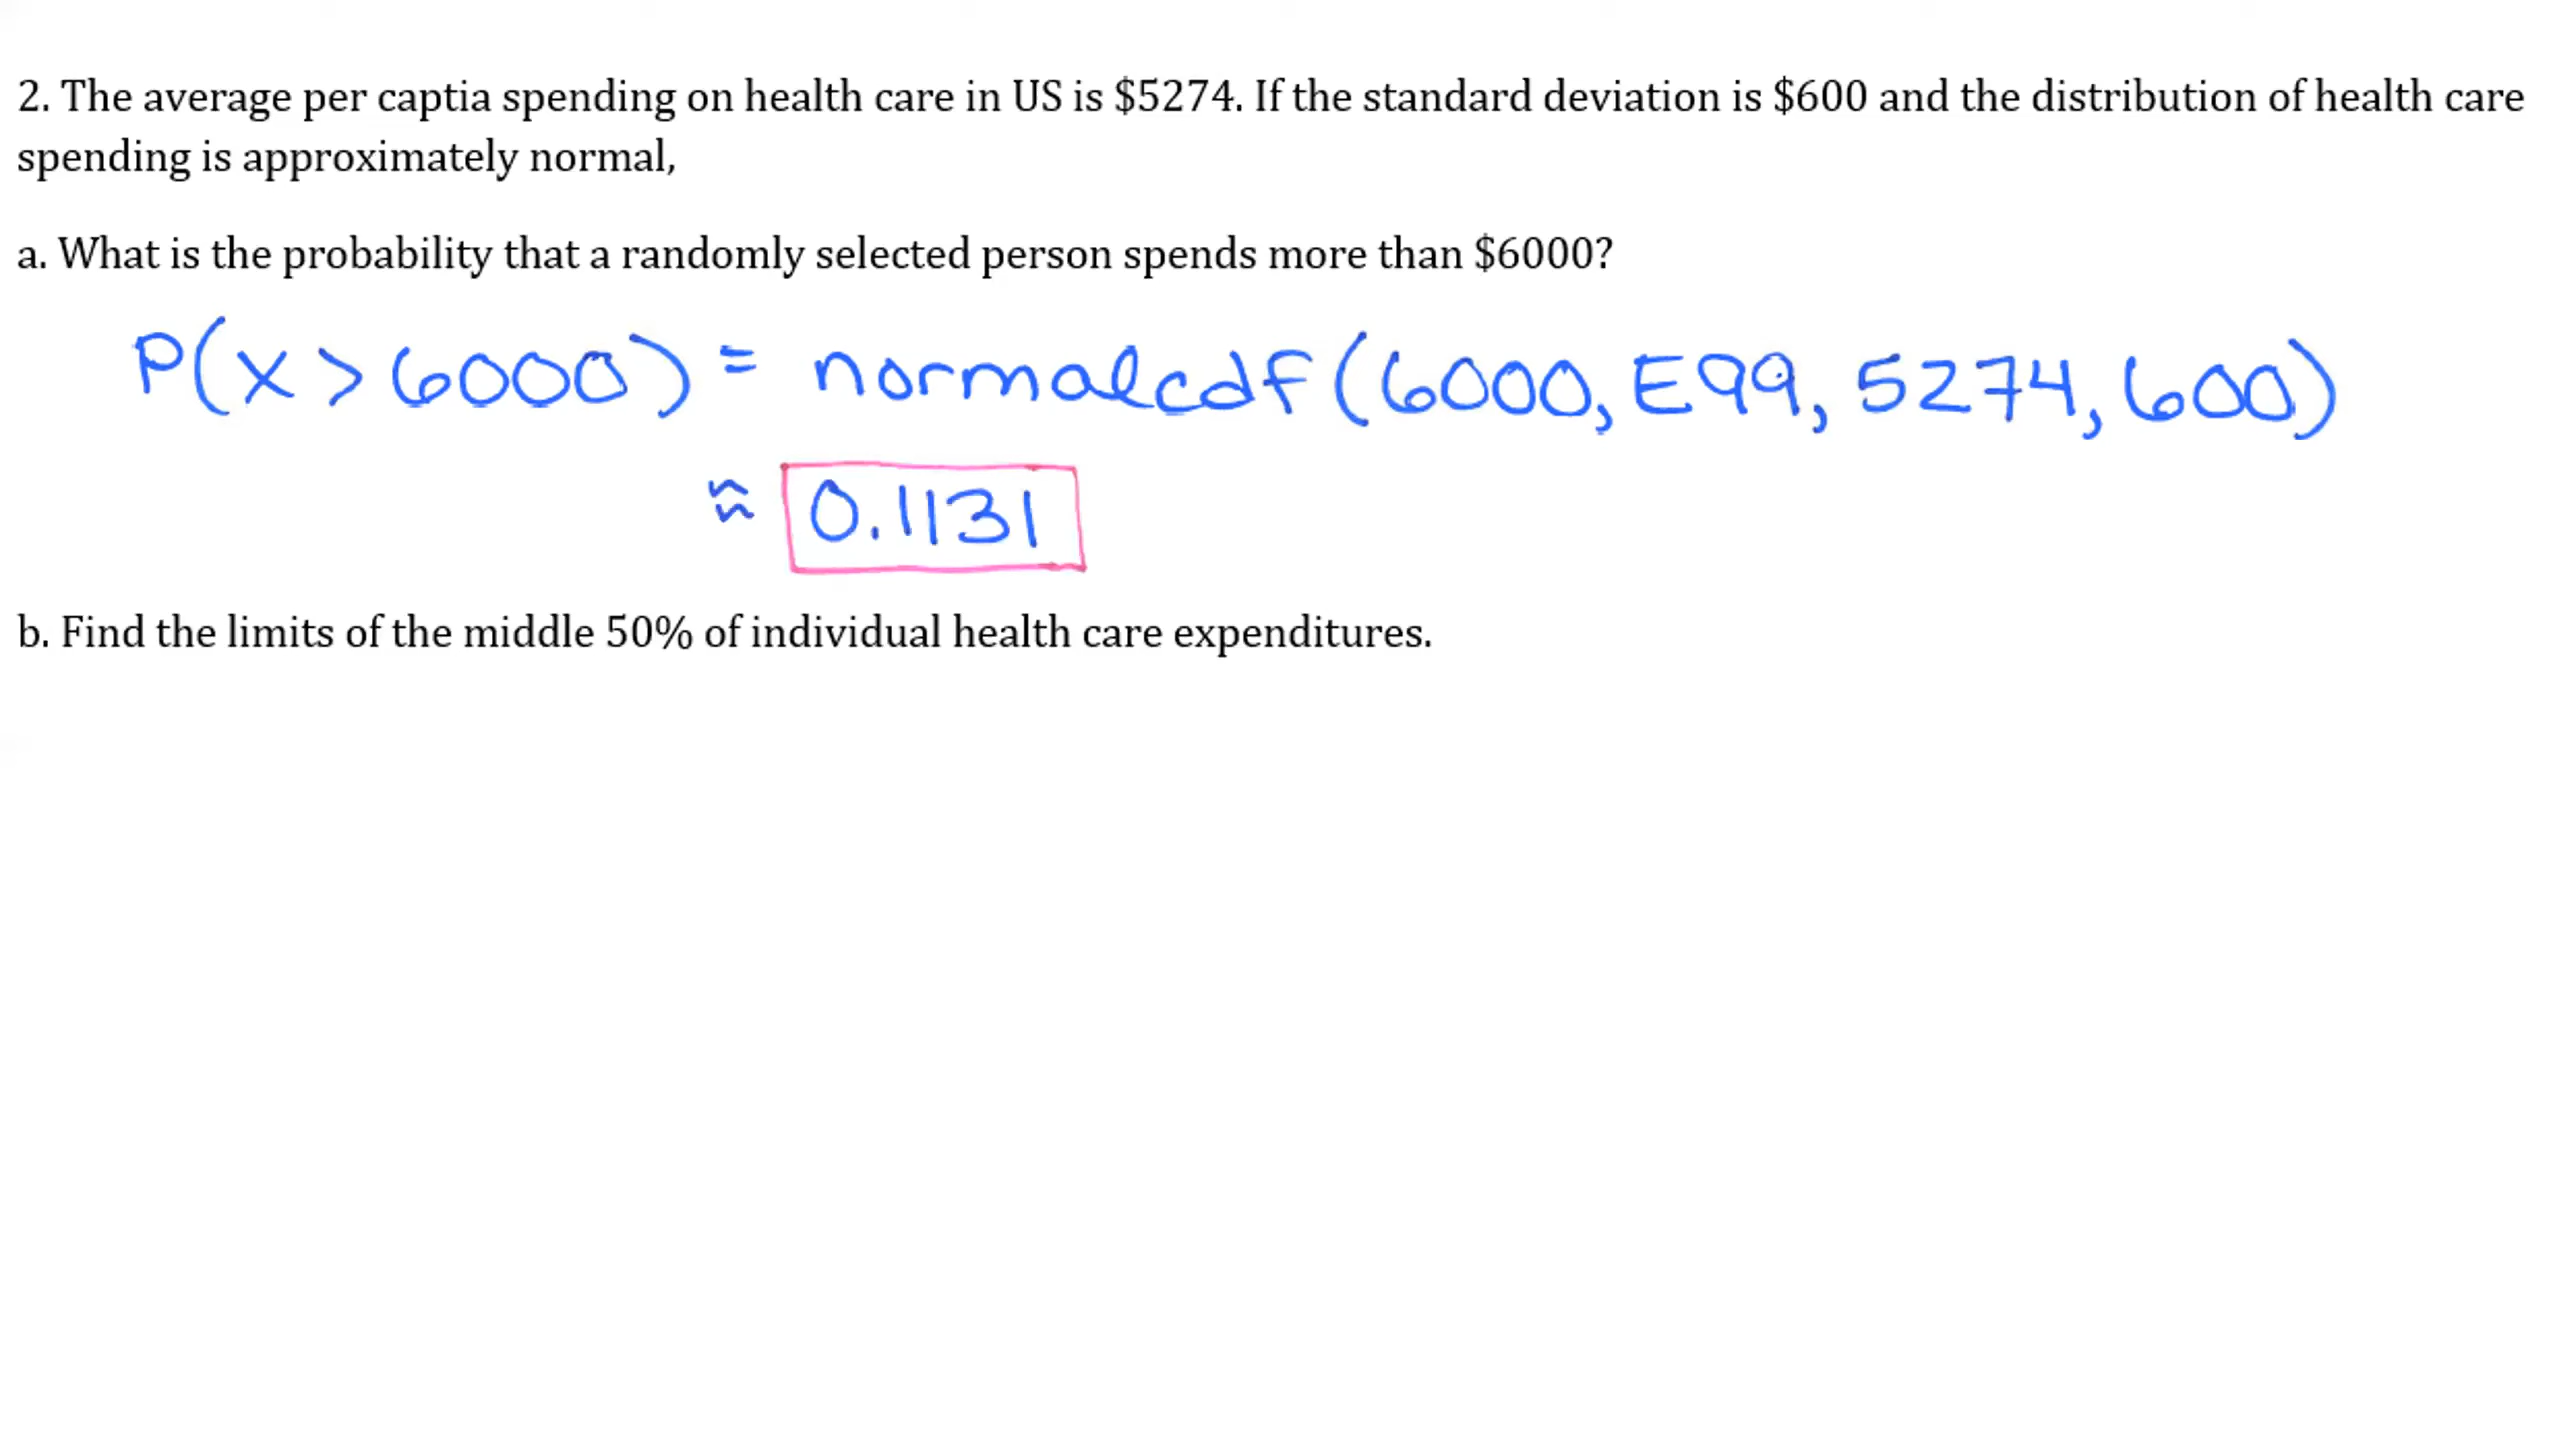 2. The average per captia spending on health care in US is $5274. If the standard deviation is $600 and the distribution of health care
spending is approximately normal,
a. What is the probability that a randomly selected person spends more than $6000?
P(x>6000) = normalcdf(6000, E99, 5274, 600)
≈ 0.1131
b. Find the limits of the middle 50% of individual health care expenditures.